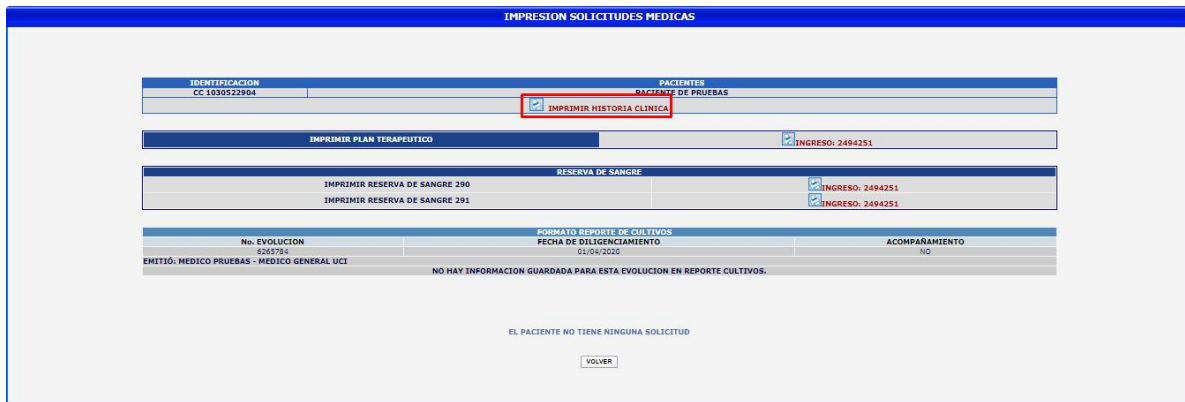 IMPRESION SOLICITUDES MEDICAS
IDENTIFICACION PACIENTES
CC 1030522904 PACIENTE DE PRUEBAS
IMPRIMIR HISTORIA CLINICA
IMPRIMIR PLAN TERAPEUTICO INGRESO: 2494251
RESERVA DE SANGRE
IMPRIMIR RESERVA DE SANGRE 290 INGRESO: 2494251
IMPRIMIR RESERVA DE SANGRE 291 INGRESO: 2494251
FORMATO REPORTE DE CULTIVOS
No. EVOLUCION FECHA DE DILIGENCIAMIENTO ACOMPAÑAMIENTO
6265784 01/04/2020 NO
EMITIÓ: MEDICO PRUEBAS - MEDICO GENERAL UCI
NO HAY INFORMACION GUARDADA PARA ESTA EVOLUCION EN REPORTE CULTIVOS.
EL PACIENTE NO TIENE NINGUNA SOLICITUD
VOLVER